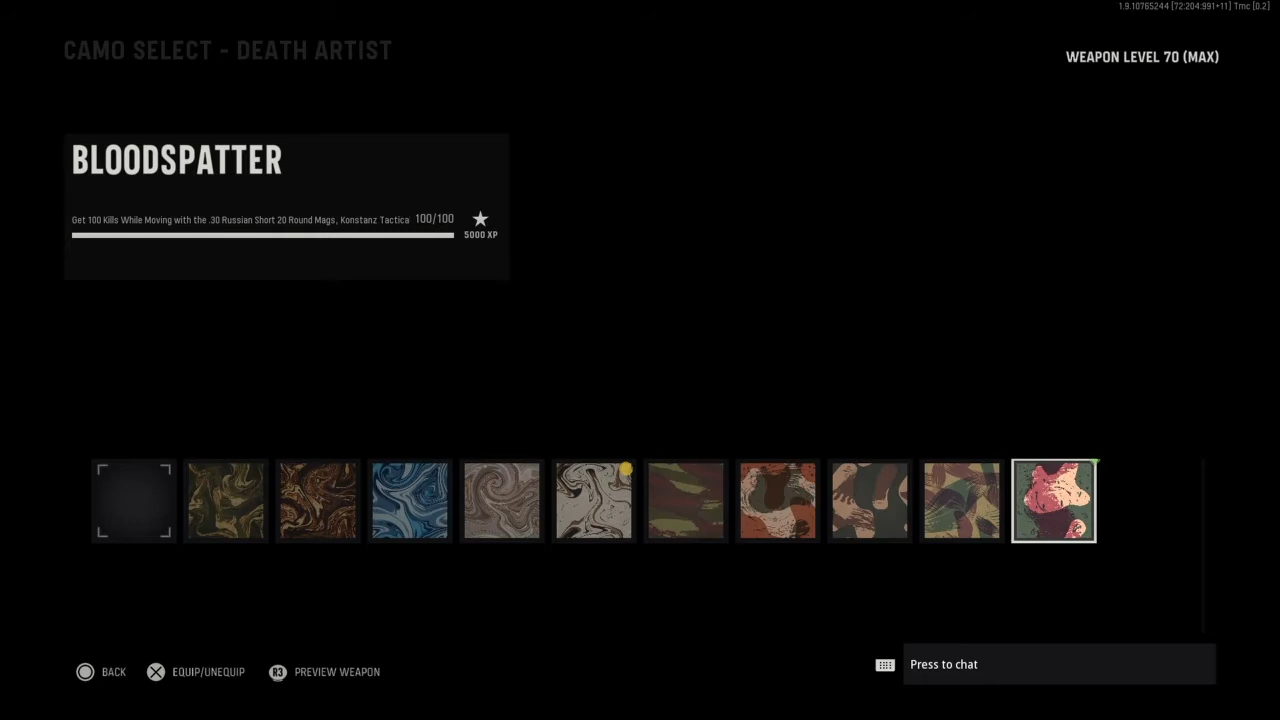 1.9.10765244 [72:204:991+11] Tmc [0.2]
CAMO SELECT - DEATH ARTIST
WEAPON LEVEL 70 (MAX)
BLOODSPATTER
Get 100 Kills While Moving with the .30 Russian Short 20 Round Mags, Konstanz Tactica 100/100
5000 XP
BACK
EQUIP/UNEQUIP
R3 PREVIEW WEAPON
Press to chat